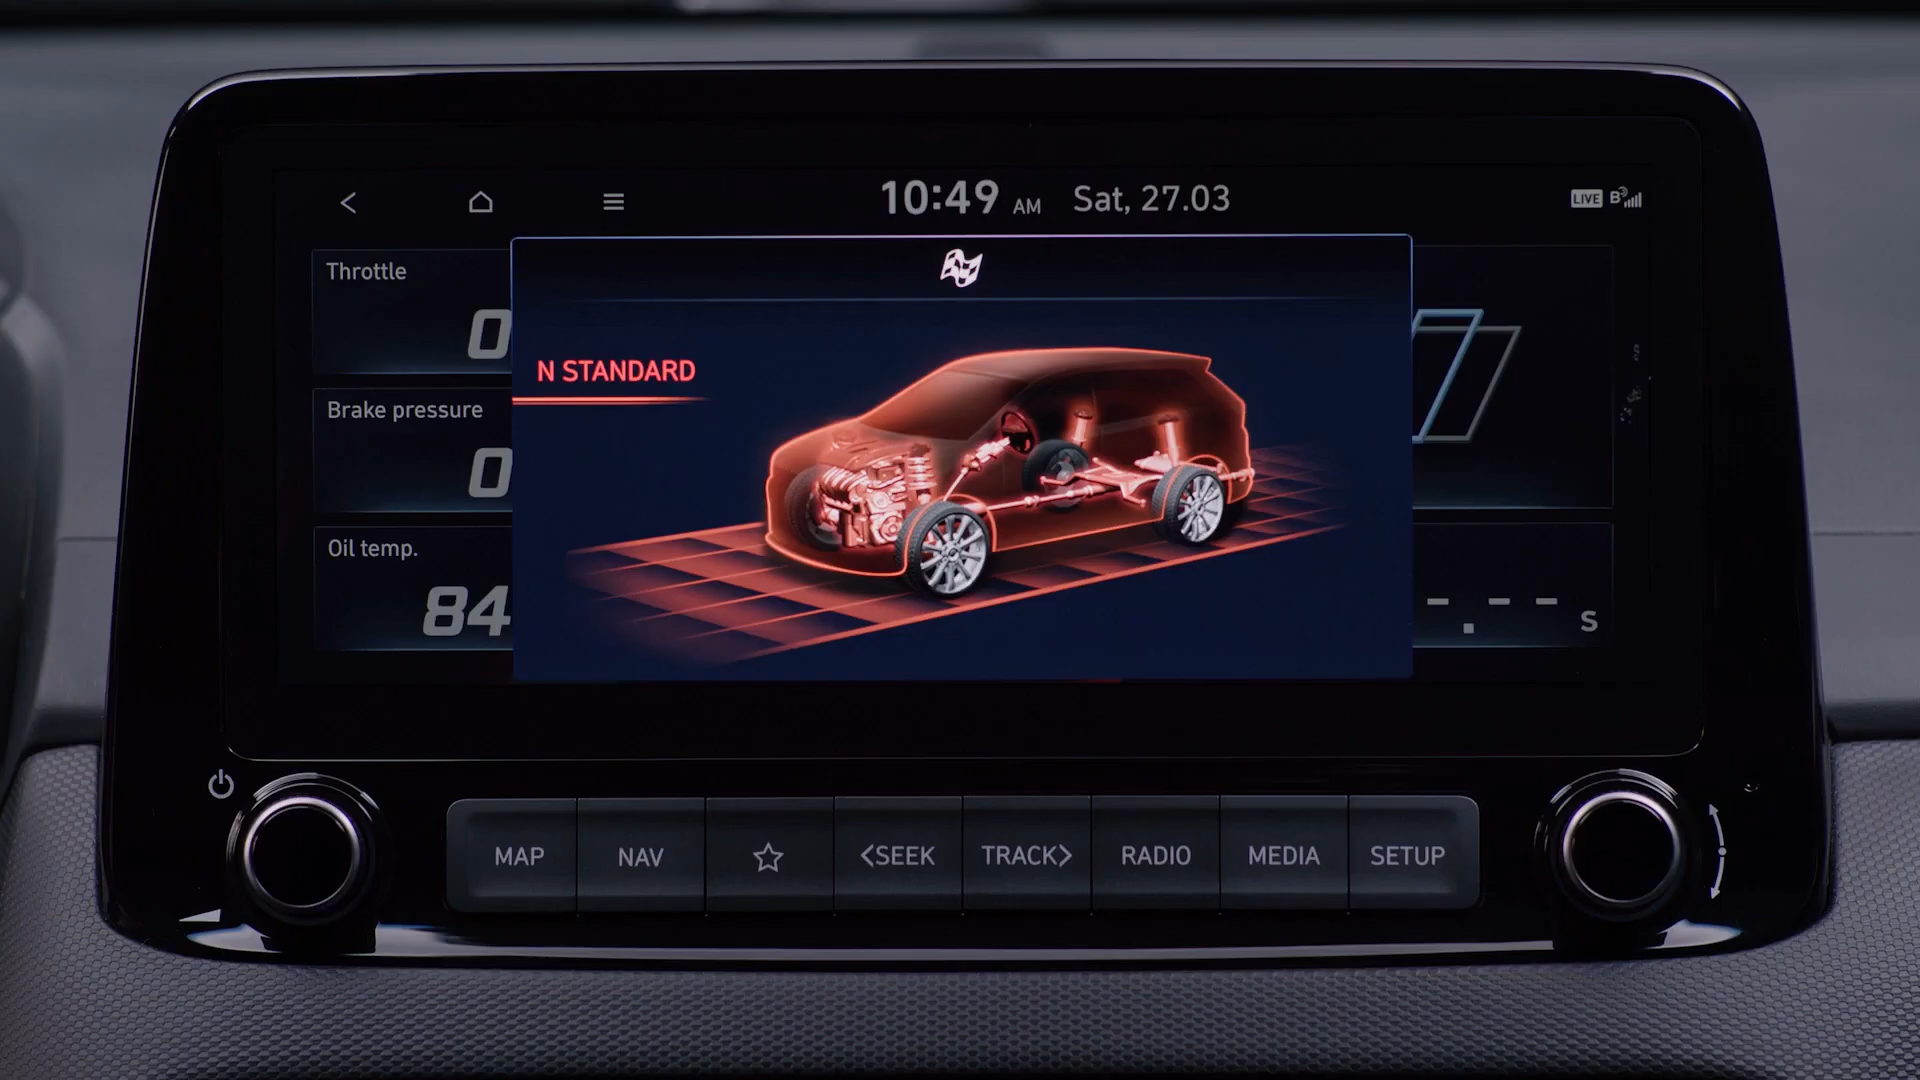 10:49 AM Sat, 27.03
LIVE B
Throttle
0
N STANDARD
Brake pressure
0
Oil temp.
84
-.-- s
MAP
NAV
<SEEK
TRACK>
RADIO
MEDIA
SETUP